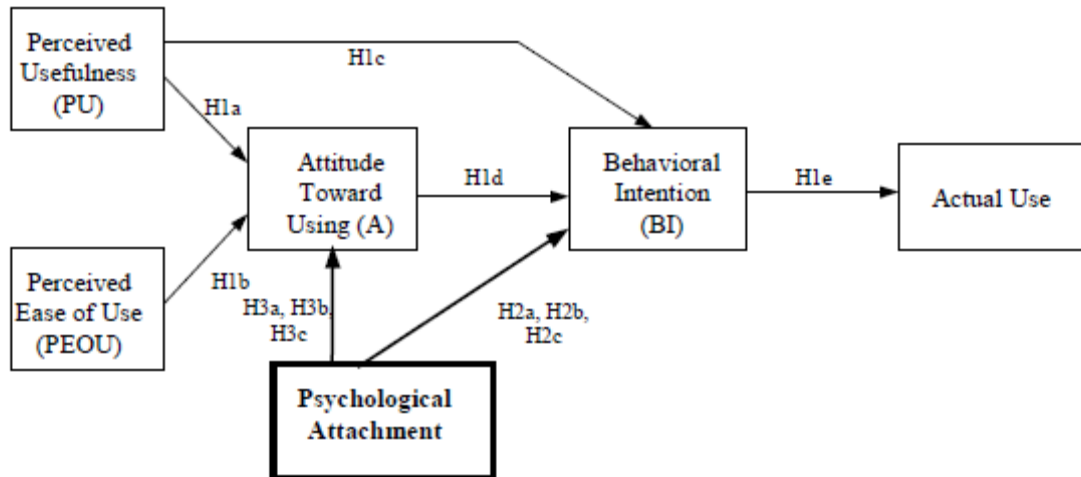 Perceived
Usefulness
(PU)
H1c
H1a
Attitude
Toward
Using (A)
H1d
Behavioral
Intention
(BI)
H1e
Actual Use
Perceived
Ease of Use
(PEOU)
H1b
H3a, H3b,
H3c
H2a, H2b,
H2c
Psychological
Attachment